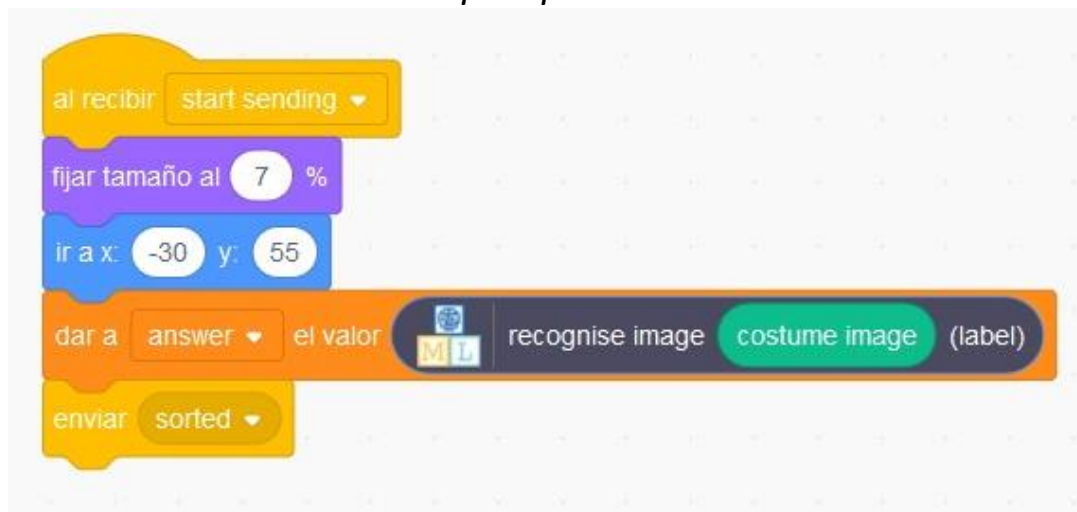 al recibir start sending
fijar tamaño al 7 %
ir a x: -30 y: 55
dar a answer el valor ML recognise image costume image (label)
enviar sorted